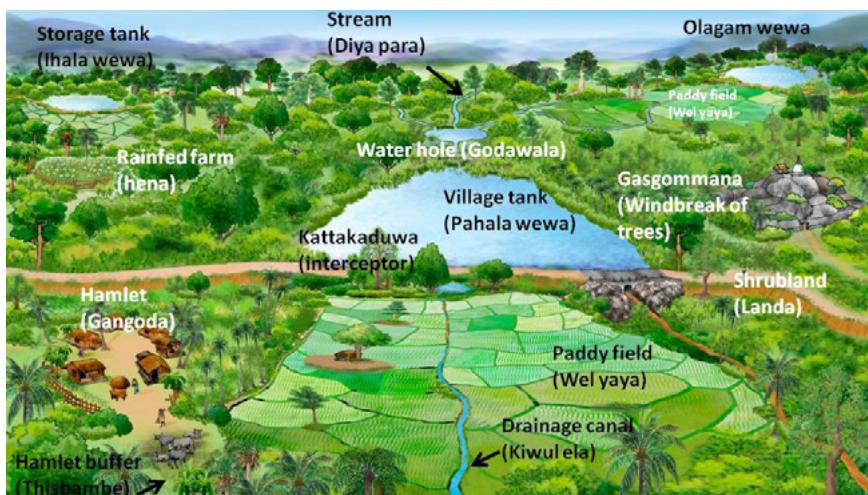 Storage tank
(Ihala wewa)
Stream
(Diya para)
Olagam wewa
Paddy field
(Wel yaya)
Rainfed farm
(hena)
Water hole (Godawala)
Village tank
(Pahala wewa)
Gasgommana
(Windbreak of
trees)
Kattakaduwa
(Interceptor)
Hamlet
(Gangoda)
Shrubland
(Landa)
Paddy field
(Wel yaya)
Drainage canal
(Kiwul ela)
Hamlet buffer
(Thisbambe)